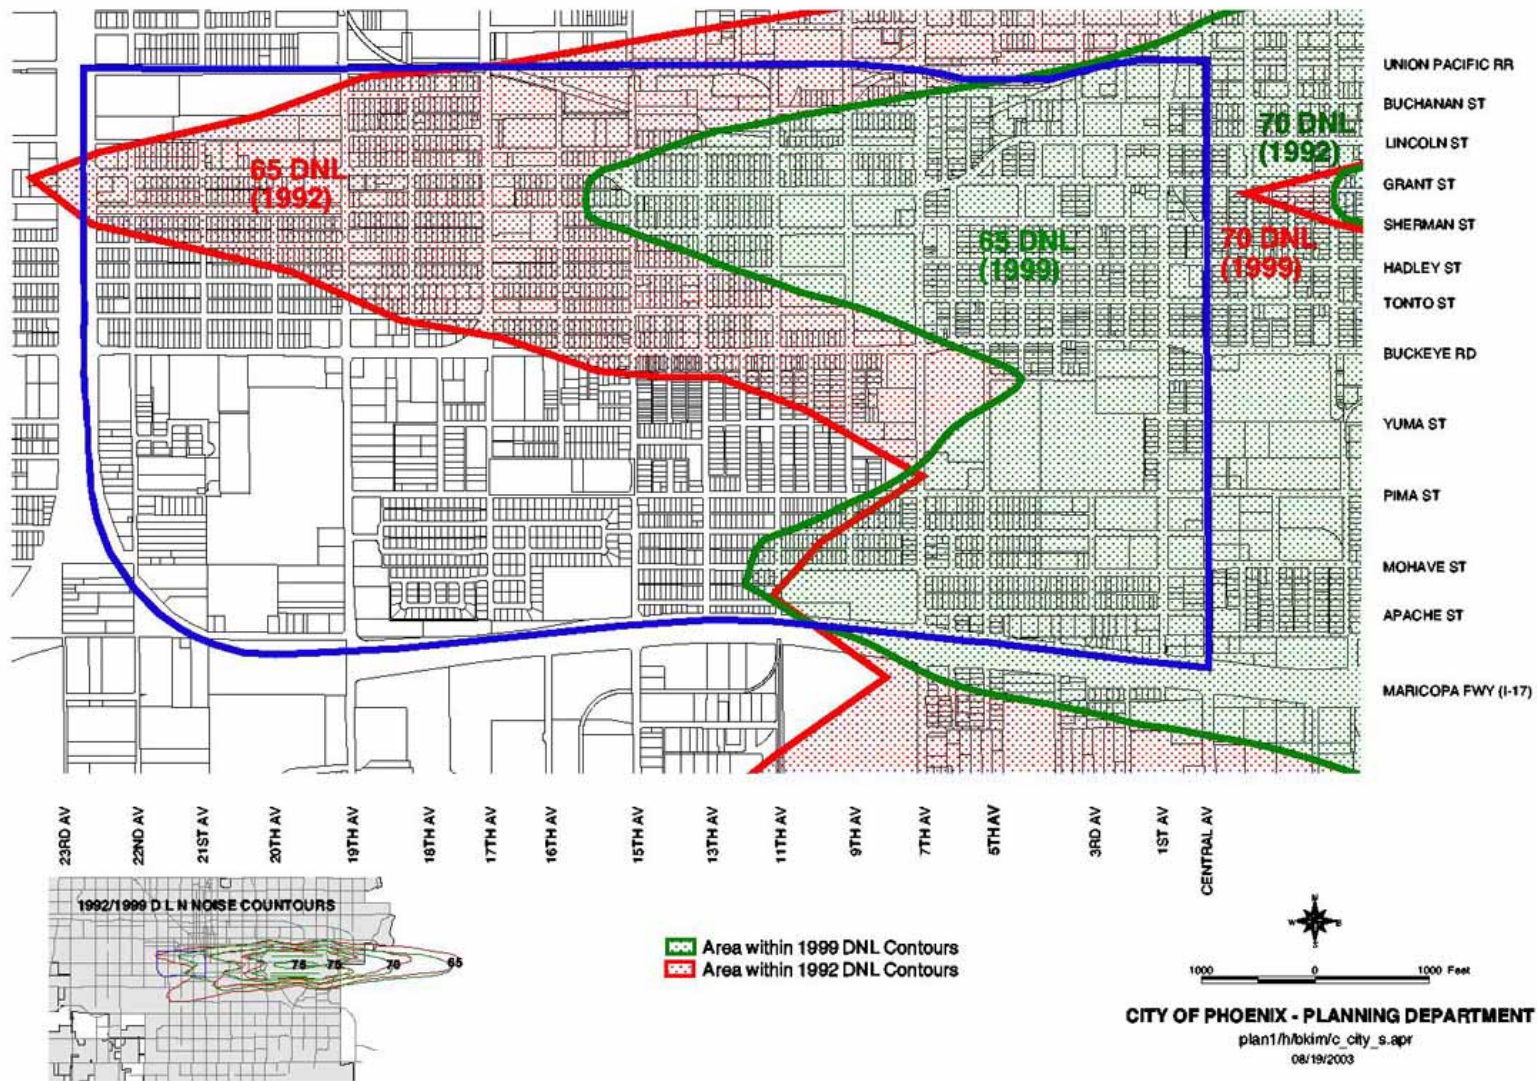 UNION PACIFIC RR
BUCHANAN ST
LINCOLN ST
GRANT ST
SHERMAN ST
HADLEY ST
TONTO ST
BUCKEYE RD
YUMA ST
PIMA ST
MOHAVE ST
APACHE ST
MARICOPA FWY (I-17)
65 DNL
(1992)
65 DNL
(1999)
70 DNL
(1992)
70 DNL
(1999)
23RD AV
22ND AV
21ST AV
20TH AV
19TH AV
18TH AV
17TH AV
16TH AV
15TH AV
13TH AV
11TH AV
9TH AV
7TH AV
5TH AV
3RD AV
1ST AV
CENTRAL AV
1992/1999 D L N NOISE COUNTOURS
75 75 70 65
Area within 1999 DNL Contours
Area within 1992 DNL Contours
N
W E
S
1000 0 1000 Feet
CITY OF PHOENIX - PLANNING DEPARTMENT
plan1/h/bkim/c_city_s.apr
08/19/2003